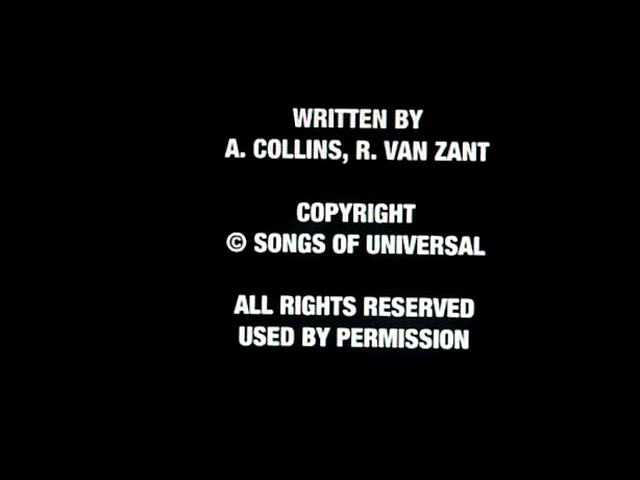 WRITTEN BY
A. COLLINS, R. VAN ZANT
COPYRIGHT
© SONGS OF UNIVERSAL
ALL RIGHTS RESERVED
USED BY PERMISSION